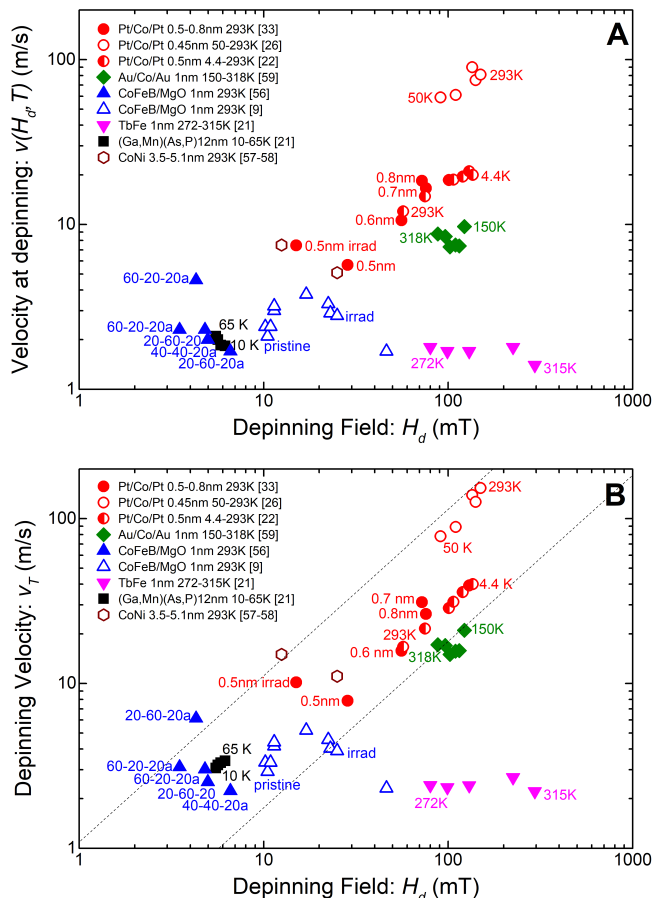 A
Pt/Co/Pt 0.5-0.8nm 293K [33]
Pt/Co/Pt 0.45nm 50-293K [26]
Pt/Co/Pt 0.5nm 4.4-293K [22]
Au/Co/Au 1nm 150-318K [59]
CoFeB/MgO 1nm 293K [56]
CoFeB/MgO 1nm 293K [9]
TbFe 1nm 272-315K [21]
(Ga,Mn)(As,P)12nm 10-65K [21]
CoNi 3.5-5.1nm 293K [57-58]
Velocity at depinning: v(Hd, T) (m/s)
100
10
1
293K
50K
0.8nm
0.7nm
4.4K
293K
0.6nm
150K
318K
0.5nm irrad
0.5nm
60-20-20a
60-20-20a
65 K
irrad
20-60-20
10 K
pristine
40-40-20a
20-60-20a
272K
315K
1
10
100
1000
Depinning Field: Hd (mT)
B
Pt/Co/Pt 0.5-0.8nm 293K [33]
Pt/Co/Pt 0.45nm 50-293K [26]
Pt/Co/Pt 0.5nm 4.4-293K [22]
Au/Co/Au 1nm 150-318K [59]
CoFeB/MgO 1nm 293K [56]
CoFeB/MgO 1nm 293K [9]
TbFe 1nm 272-315K [21]
(Ga,Mn)(As,P)12nm 10-65K [21]
CoNi 3.5-5.1nm 293K [57-58]
Depinning Velocity: vT (m/s)
100
10
1
293K
50 K
0.7 nm
4.4 K
0.8nm
293K
150K
0.6 nm
318K
0.5nm irrad
0.5nm
20-60-20a
65 K
irrad
60-20-20a
60-20-20a
10 K
pristine
20-60-20
40-40-20a
272K
315K
1
10
100
1000
Depinning Field: Hd (mT)